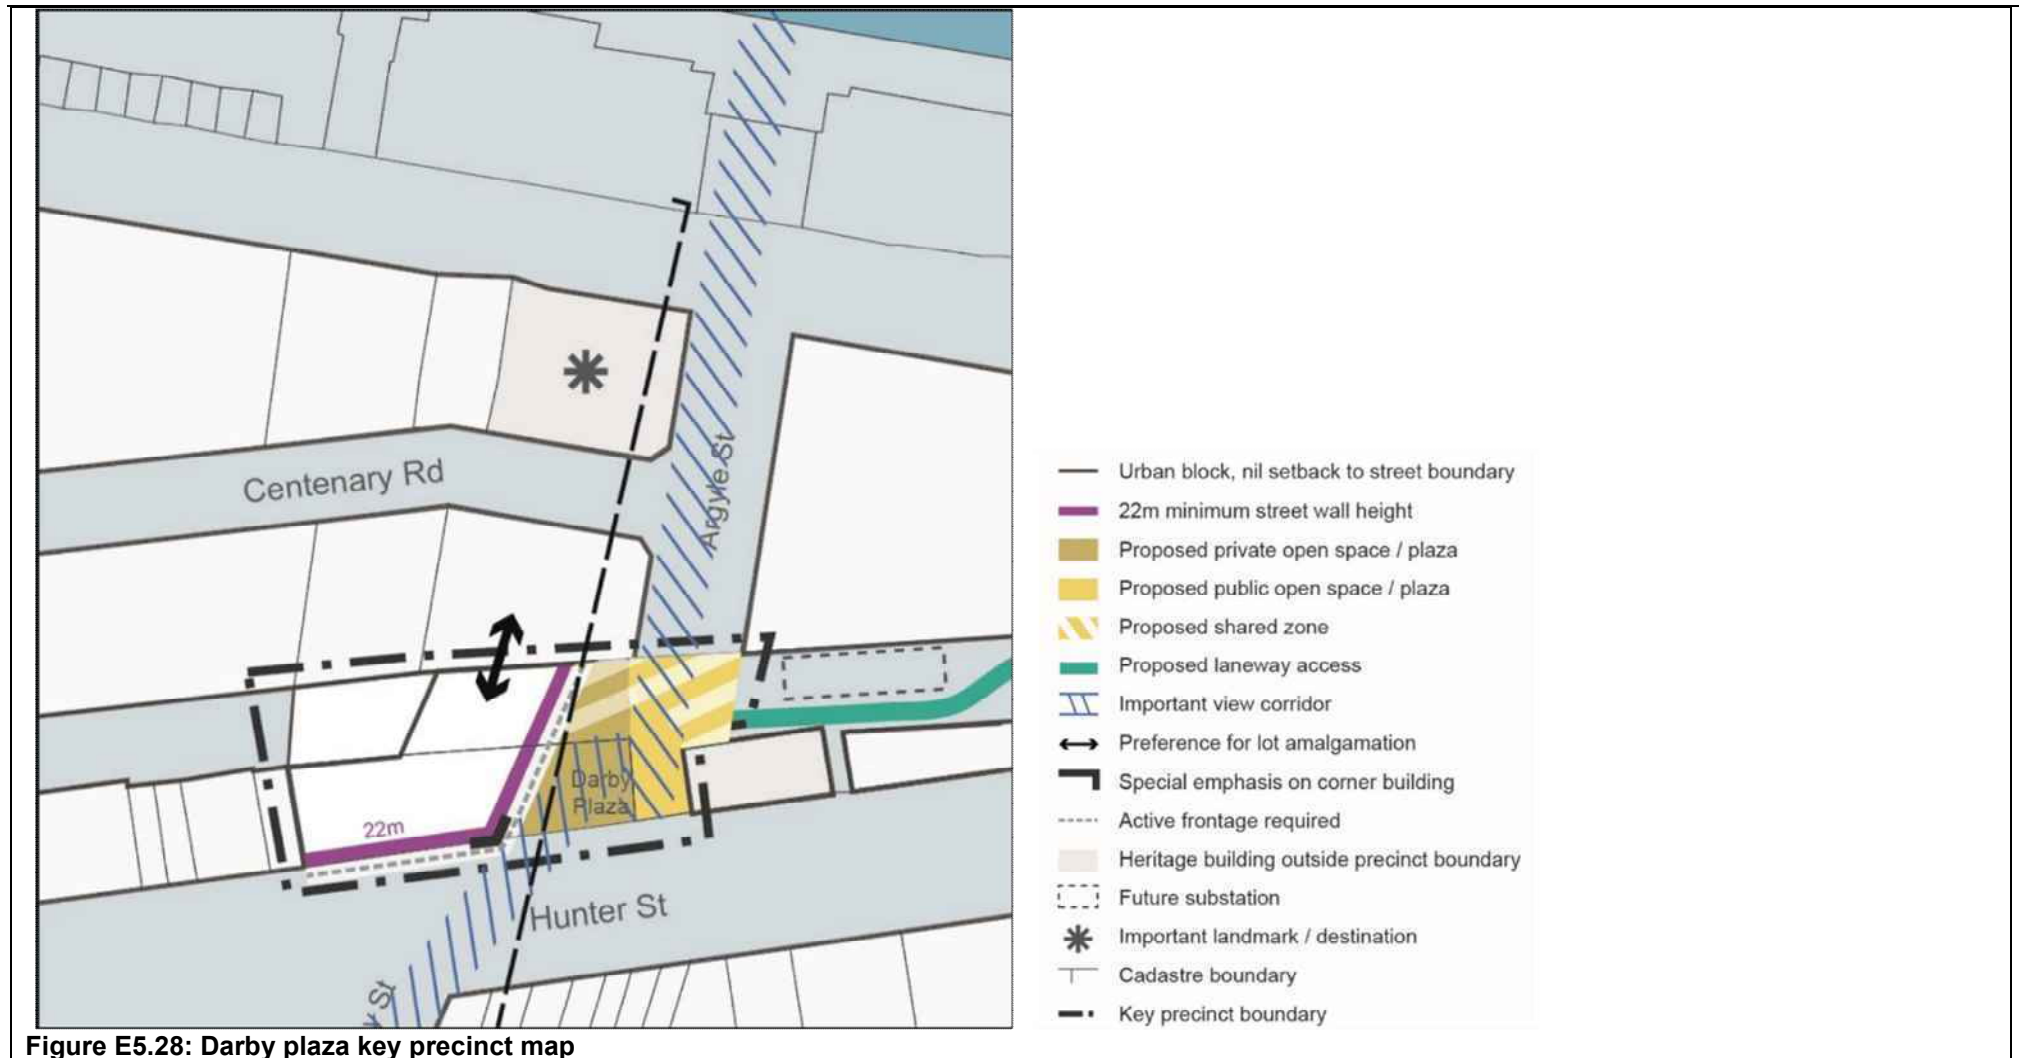 Argyle St
Centenary Rd
Darby
Plaza
22m
Hunter St
y St
Urban block, nil setback to street boundary
22m minimum street wall height
Proposed private open space / plaza
Proposed public open space / plaza
Proposed shared zone
Proposed laneway access
Important view corridor
Preference for lot amalgamation
Special emphasis on corner building
Active frontage required
Heritage building outside precinct boundary
Future substation
Important landmark / destination
Cadastre boundary
Key precinct boundary
Figure E5.28: Darby plaza key precinct map